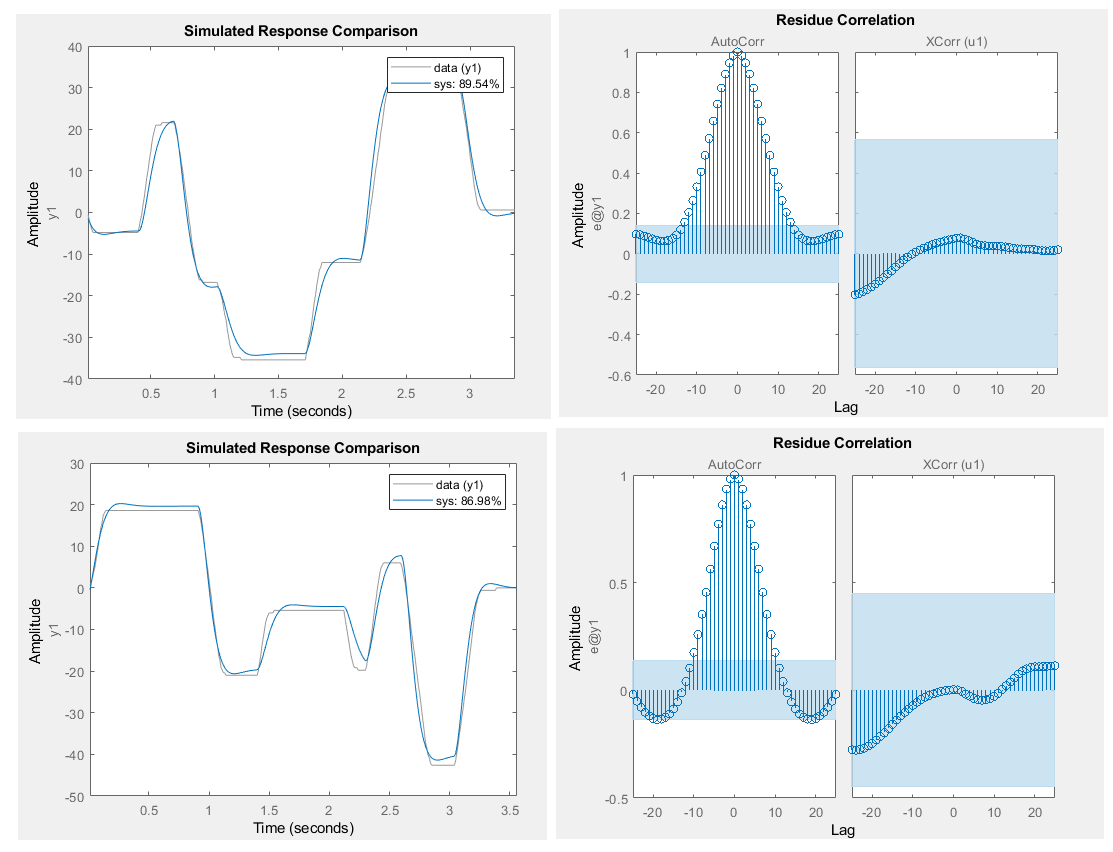 Simulated Response Comparison
data (y1)
sys: 89.54%
40
30
20
10
0
-10
-20
-30
-40
0.5
1
1.5
2
2.5
3
Amplitude
y1
Time (seconds)
Residue Correlation
AutoCorr
XCorr (u1)
1
0.8
0.6
0.4
0.2
0
-0.2
-0.4
-0.6
-20
-10
0
10
20
-20
-10
0
10
20
Amplitude
e@y1
Lag
Simulated Response Comparison
data (y1)
sys: 86.98%
30
20
10
0
-10
-20
-30
-40
-50
0.5
1
1.5
2
2.5
3
3.5
Amplitude
y1
Time (seconds)
Residue Correlation
AutoCorr
XCorr (u1)
1
0.5
0
-0.5
-20
-10
0
10
20
-20
-10
0
10
20
Amplitude
e@y1
Lag